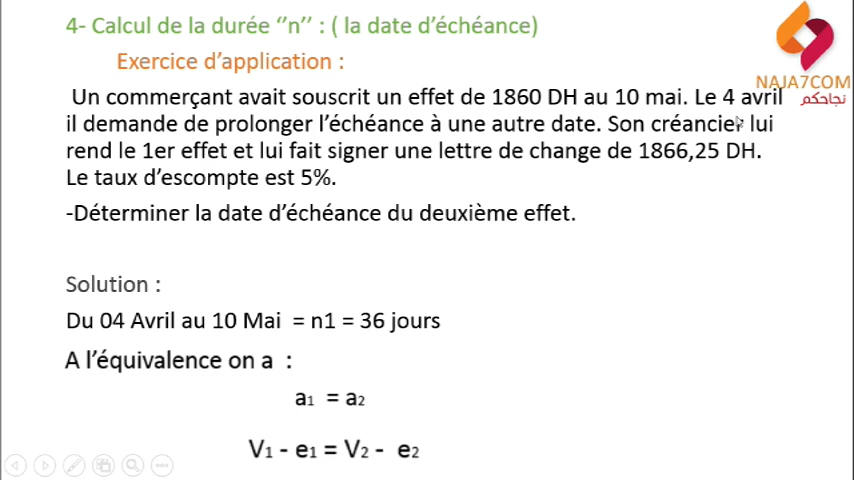 4- Calcul de la durée ‘’n’’ : ( la date d’échéance)
Exercice d’application :
NAJA7COM
نجاحكم
Un commerçant avait souscrit un effet de 1860 DH au 10 mai. Le 4 avril
il demande de prolonger l’échéance à une autre date. Son créancier lui
rend le 1er effet et lui fait signer une lettre de change de 1866,25 DH.
Le taux d’escompte est 5%.
-Déterminer la date d’échéance du deuxième effet.
Solution :
Du 04 Avril au 10 Mai = n1 = 36 jours
A l’équivalence on a :
a1 = a2
V1 - e1 = V2 - e2